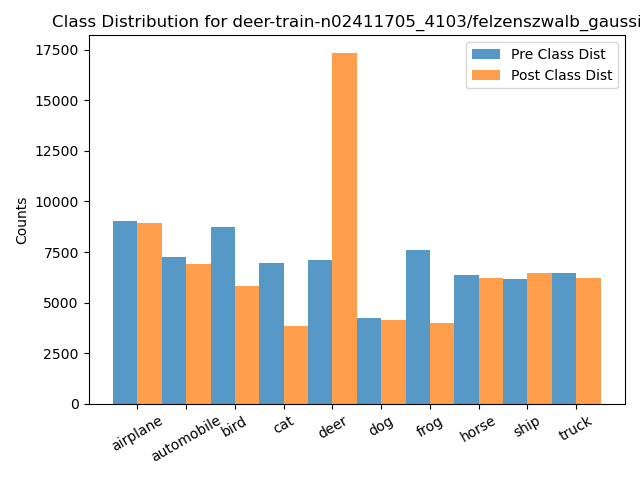 Class Distribution for deer-train-n02411705_4103/felzenszwalb_gaussi
Pre Class Dist
Post Class Dist
Counts
17500
15000
12500
10000
7500
5000
2500
0
airplane
automobile
bird
cat
deer
dog
frog
horse
ship
truck